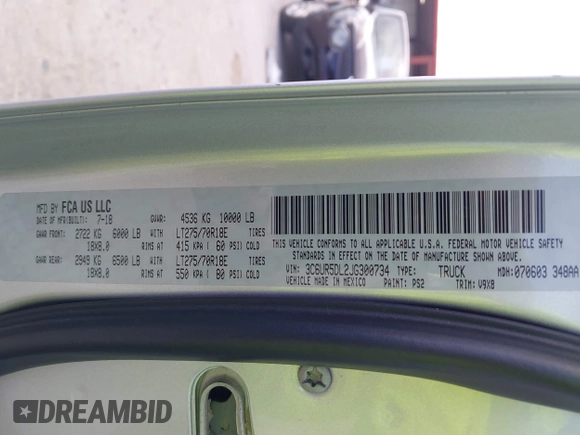 MFD BY FCA US LLC
DATE OF MFR(BUILT): 7-18 GVWR: 4536 KG 10000 LB
GAWR FRONT: 2722 KG 6000 LB WITH LT275/70R18E TIRES
18X8.0 RIMS AT 415 KPA ( 60 PSI) COLD
GAWR REAR: 2949 KG 6500 LB WITH LT275/70R18E TIRES
18X8.0 RIMS AT 550 KPA ( 80 PSI) COLD
THIS VEHICLE CONFORMS TO ALL APPLICABLE U.S.A. FEDERAL MOTOR VEHICLE SAFETY
STANDARDS IN EFFECT ON THE DATE OF MANUFACTURE SHOWN ABOVE.
VIN: 3C6UR5DL2JG300734 TYPE: TRUCK MDH: 070603 348AA
VEHICLE MADE IN MEXICO PAINT: PS2 TRIM: V9X8
DREAMBID